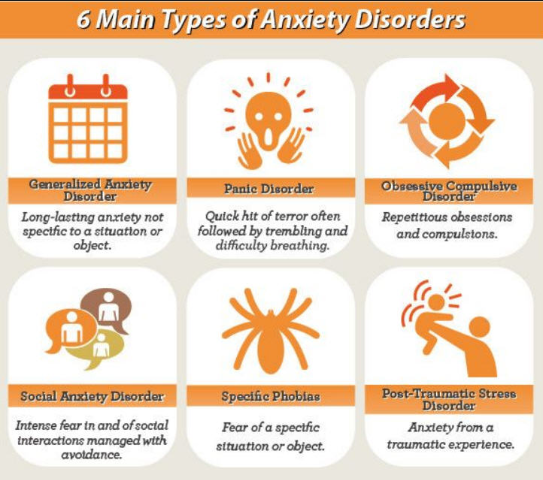 6 Main Types of Anxiety Disorders
Generalized Anxiety
Disorder
Long-lasting anxiety not
specific to a situation or
object.
Panic Disorder
Quick hit of terror often
followed by trembling and
difficulty breathing.
Obsessive Compulsive
Disorder
Repetitious obsessions
and compulsions.
Social Anxiety Disorder
Intense fear in and of social
interactions managed with
avoidance.
Specific Phobias
Fear of a specific
situation or object.
Post-Traumatic Stress
Disorder
Anxiety from a
traumatic experience.